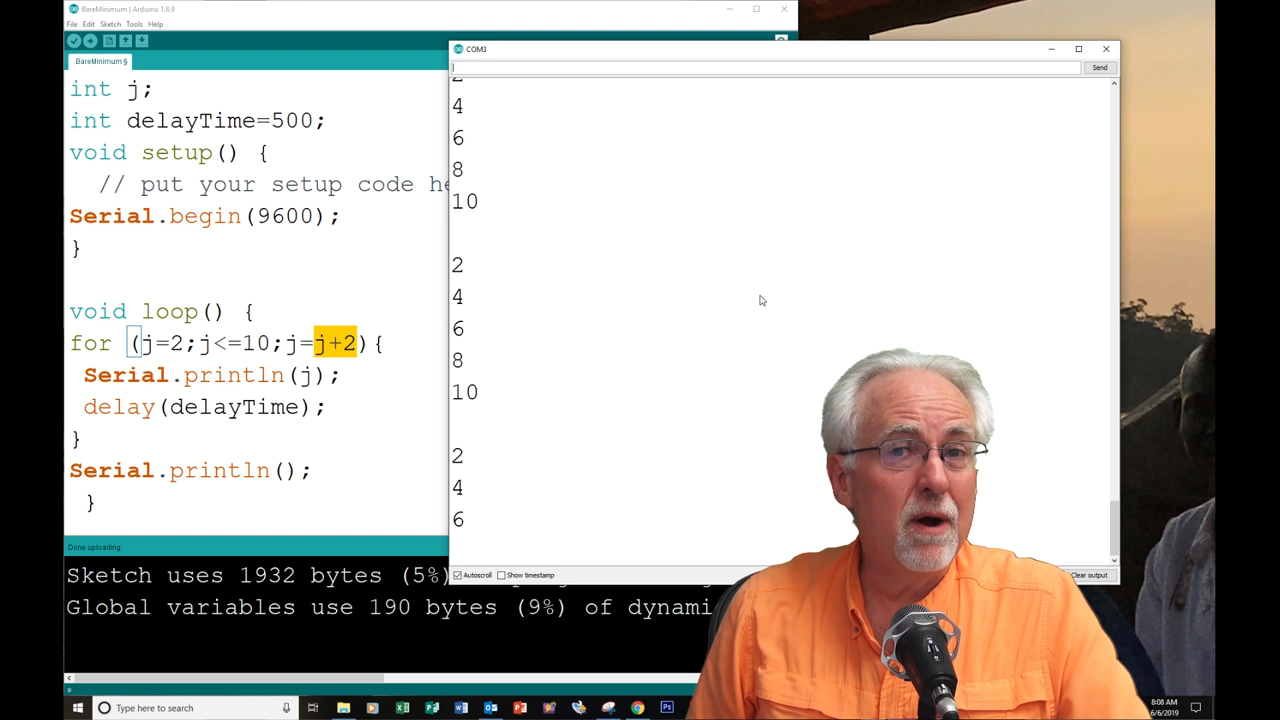 BareMinimum | Arduino 1.8.9
File Edit Sketch Tools Help
BareMinimum §
int j;
int delayTime=500;
void setup() {
// put your setup code he
Serial.begin(9600);
}
void loop() {
for (j=2;j<=10;j=j+2){
Serial.println(j);
delay(delayTime);
}
Serial.println();
}
Done uploading.
Sketch uses 1932 bytes (5%)
Global variables use 190 bytes (9%) of dynami
COM3
Send
2
4
6
8
10
2
4
6
8
10
2
4
6
Autoscroll Show timestamp
Clear output
Type here to search
8:08 AM
6/6/2019